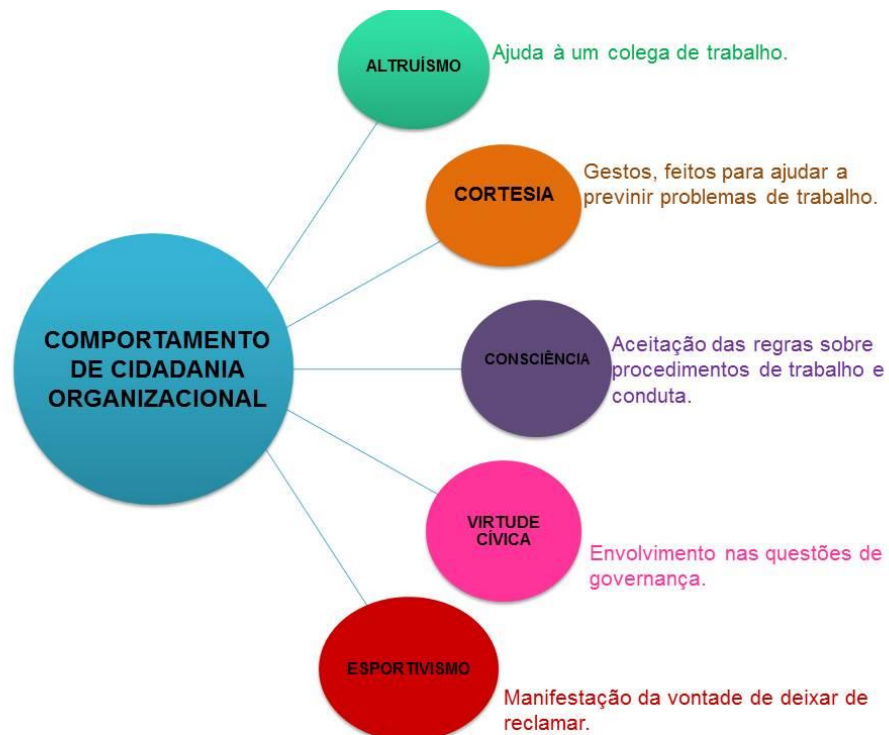 ALTRUÍSMO
Ajuda à um colega de trabalho.
CORTESIA
Gestos, feitos para ajudar a
previnir problemas de trabalho.
COMPORTAMENTO
DE CIDADANIA
ORGANIZACIONAL
CONSCIÊNCIA
Aceitação das regras sobre
procedimentos de trabalho e
conduta.
VIRTUDE
CÍVICA
Envolvimento nas questões de
governança.
ESPORTIVISMO
Manifestação da vontade de deixar de
reclamar.